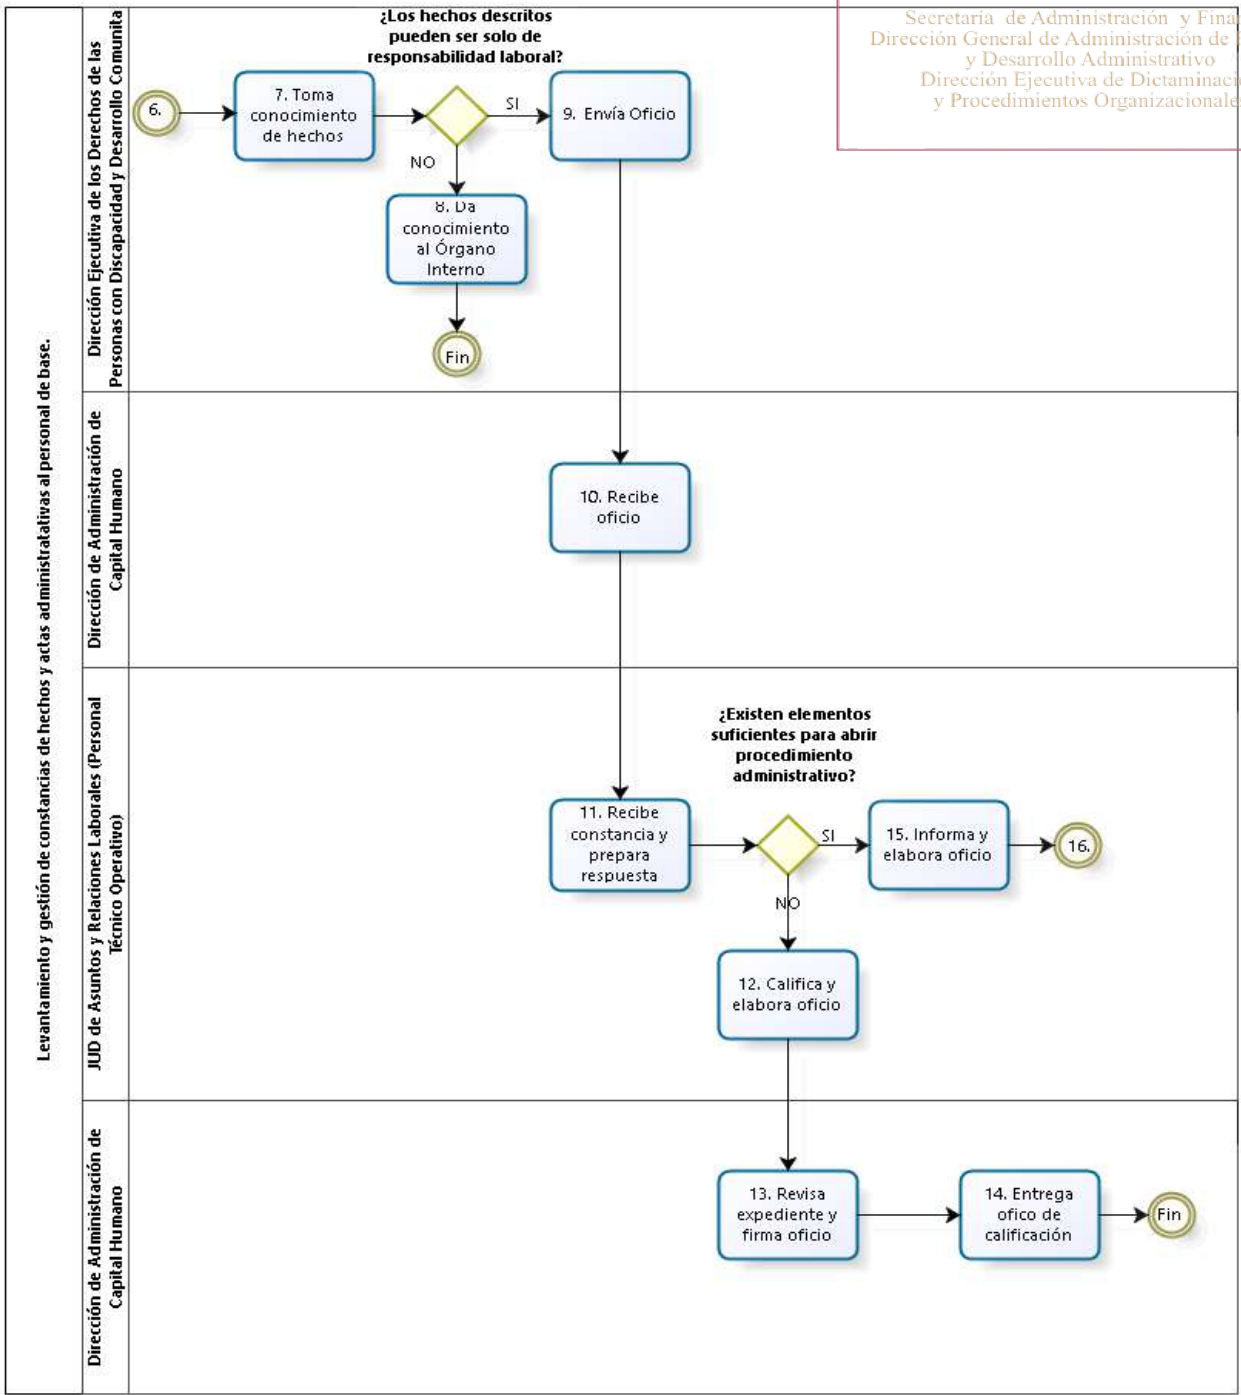 Secretaria de Administración y
Dirección General de Administración de
y Desarrollo Administrativo
Dirección Ejecutiva de
y Procedimientos
Levantamiento y gestión de constancias de hechos y actas administratativas al personal de base.
Dirección Ejecutiva de los Derechos de las
Personas con Discapacidad y Desarrollo Comunita
¿Los hechos descritos
pueden ser solo de
responsabilidad laboral?
6.
7. Toma
conocimiento
de hechos
SI
9. Envía Oficio
NO
8. Da
conocimiento
al Órgano
Interno
Fin
Dirección de Administración de
Capital Humano
10. Recibe
oficio
JUD de Asuntos y Relaciones Laborales (Personal
Técnico Operativo)
¿Existen elementos
suficientes para abrir
procedimiento
administrativo?
11. Recibe
constancia y
prepara
respuesta
SI
15. Informa y
elabora oficio
16.
NO
12. Califica y
elabora oficio
Dirección de Administración de
Capital Humano
13. Revisa
expediente y
firma oficio
14. Entrega
ofico de
calificación
Fin